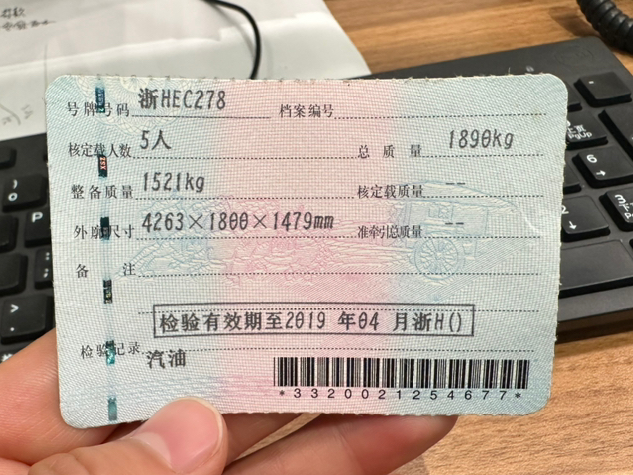 号牌号码 浙HEC278 档案编号
核定载人数 5人 总质量 1890kg
整备质量 1521kg 核定载质量 --
外廓尺寸 4263×1800×1479mm 准牵引总质量 --
备注
检验有效期至2019 年04 月浙H()
检验记录 汽油
*3320021254677*